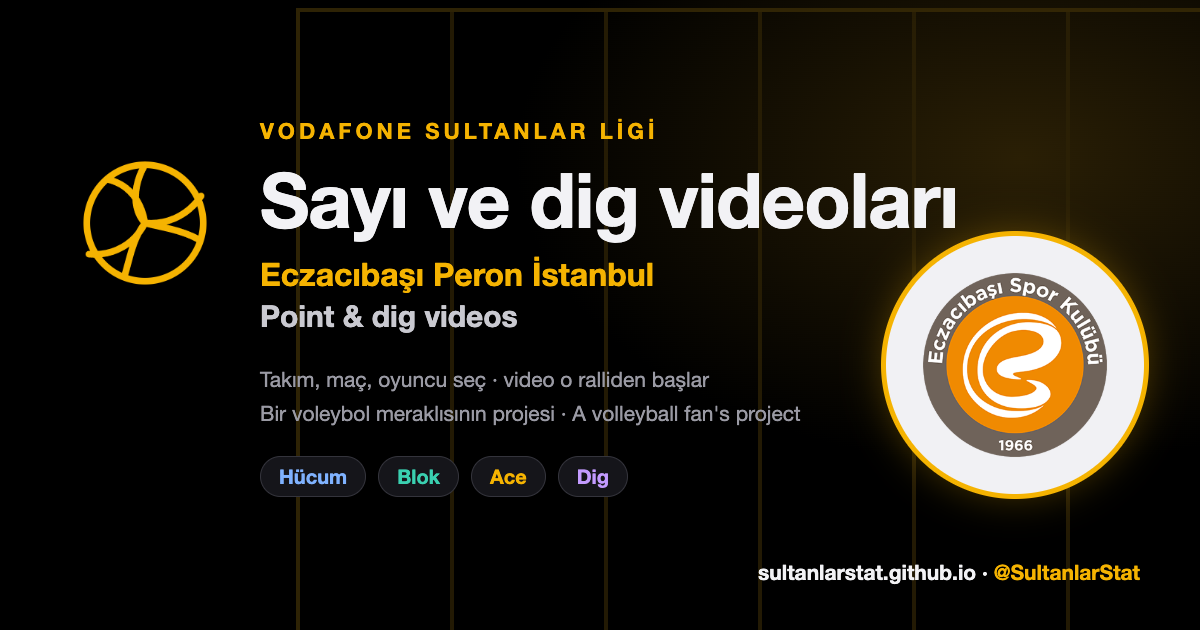 VODAFONE SULTANLAR LİGİ
Sayı ve dig videoları
Eczacıbaşı Peron İstanbul
Point & dig videos
Takım, maç, oyuncu seç · video o ralliden başlar
Bir voleybol meraklısının projesi · A volleyball fan's project
Hücum Blok Ace Dig
Eczacıbaşı Spor Kulübü
1966
sultanlarstat.github.io · @SultanlarStat